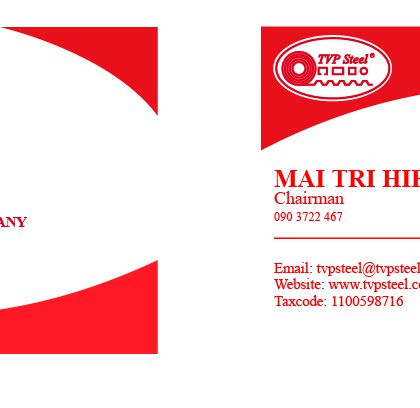 ANY
TVP Steel®
MAI TRI HI
Chairman
090 3722 467
Email: tvpsteel@tvpsteel
Website: www.tvpsteel.c
Taxcode: 1100598716